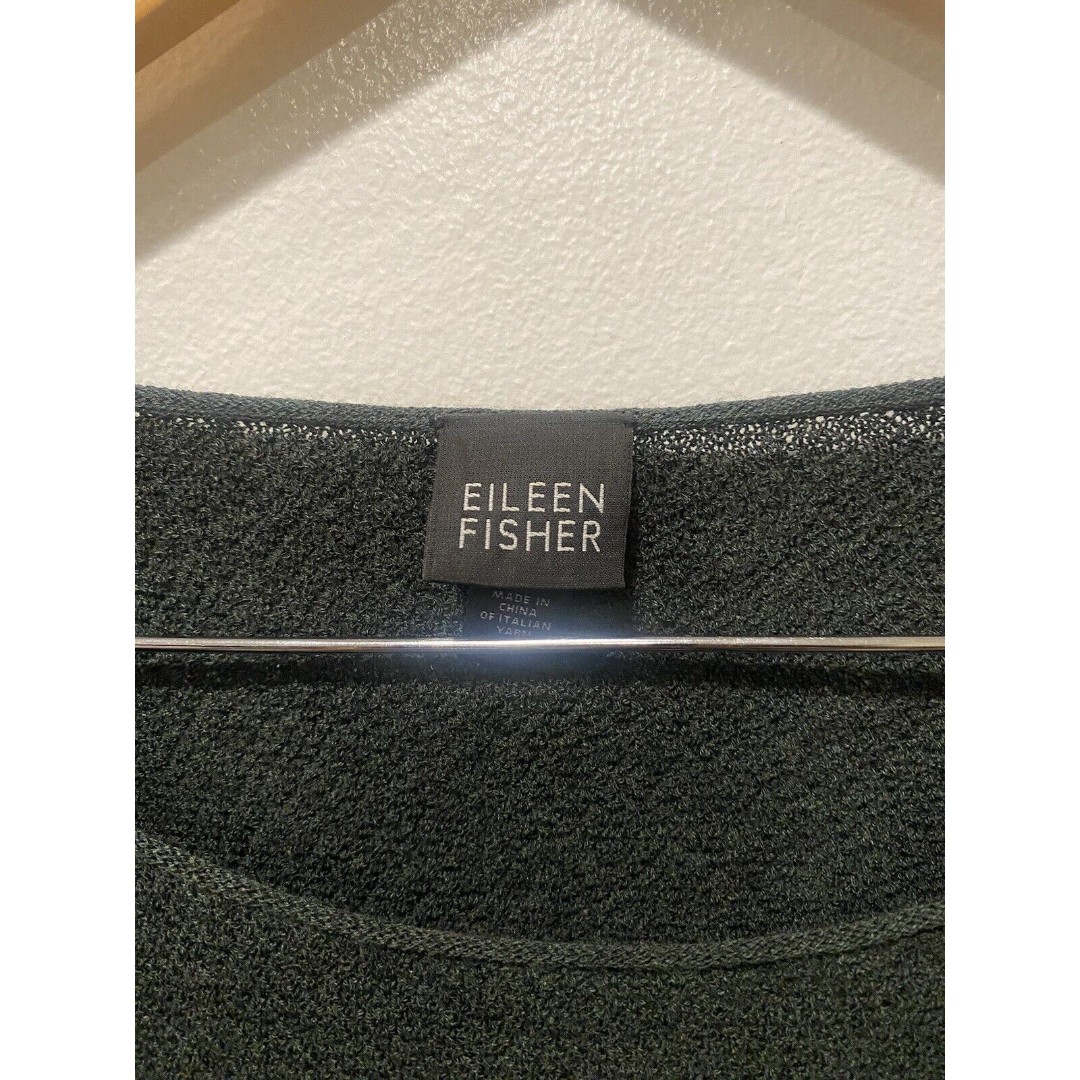 EILEEN
FISHER
MADE IN
CHINA
OF ITALIAN
YARN